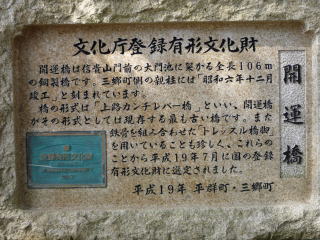 文化庁登録有形文化財
開運橋
開運橋は信貴山門前の大門池に架かる全長106m
の鋼製橋です。三郷町側の親柱には「昭和六年十二月
竣工」と刻まれています。
橋の形式は「上路カンチレバー橋」といい、開運橋
がその形式としては現存する最も古い橋です。また
鉄骨を組み合わせた「トレッスル橋脚」
を用いていることも珍しく、これらの
ことから平成19年7月に国の登録
有形文化財に選定されました。
平成19年 平群町・三郷町